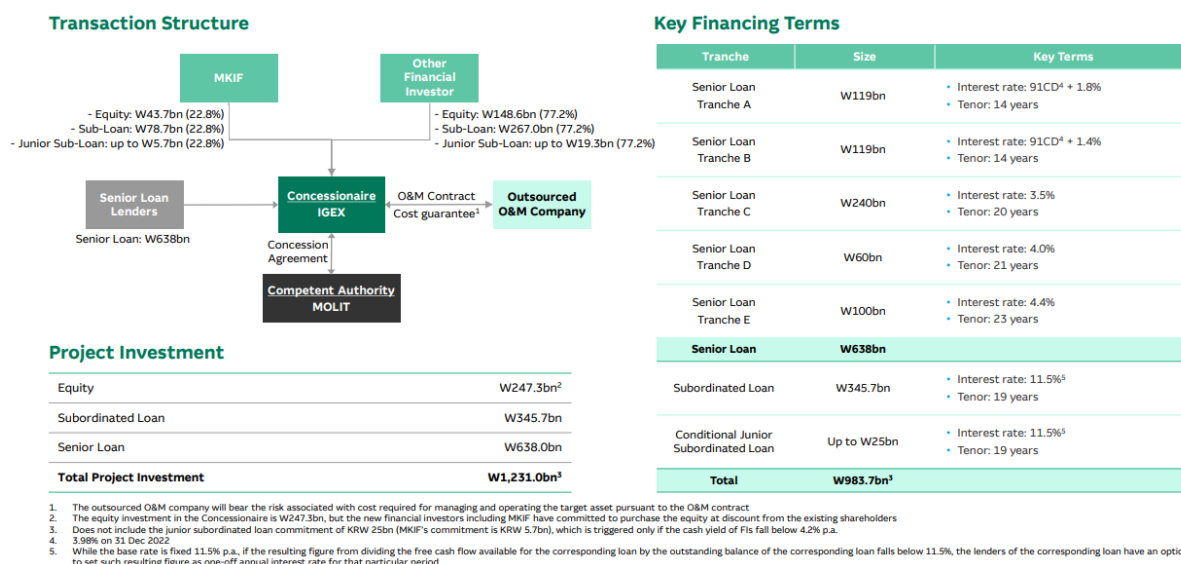 Transaction Structure
MKIF
Other
Financial
Investor
- Equity: W43.7bn (22.8%)
- Sub-Loan: W78.7bn (22.8%)
- Junior Sub-Loan: up to W5.7bn (22.8%)
- Equity: W148.6bn (77.2%)
- Sub-Loan: W267.0bn (77.2%)
- Junior Sub-Loan: up to W19.3bn (77.2%)
Senior Loan
Lenders
Senior Loan: W638bn
Concessionaire
IGEX
O&M Contract
Cost guarantee1
Outsourced
O&M Company
Concession
Agreement
Competent Authority
MOLIT
Project Investment
Equity W247.3bn2
Subordinated Loan W345.7bn
Senior Loan W638.0bn
Total Project Investment W1,231.0bn3
Key Financing Terms
Tranche Size Key Terms
Senior Loan
Tranche A
W119bn
• Interest rate: 91CD4 + 1.8%
• Tenor: 14 years
Senior Loan
Tranche B
W119bn
• Interest rate: 91CD4 + 1.4%
• Tenor: 14 years
Senior Loan
Tranche C
W240bn
• Interest rate: 3.5%
• Tenor: 20 years
Senior Loan
Tranche D
W60bn
• Interest rate: 4.0%
• Tenor: 21 years
Senior Loan
Tranche E
W100bn
• Interest rate: 4.4%
• Tenor: 23 years
Senior Loan W638bn
Subordinated Loan
W345.7bn
• Interest rate: 11.5%5
• Tenor: 19 years
Conditional Junior
Subordinated Loan
Up to W25bn
• Interest rate: 11.5%5
• Tenor: 19 years
Total W983.7bn3
1. The outsourced O&M company will bear the risk associated with cost required for managing and operating the target asset pursuant to the O&M contract
2. The equity investment in the Concessionaire is W247.3bn, but the new financial investors including MKIF have committed to purchase the equity at discount from the existing shareholders
3. Does not include the junior subordinated loan commitment of KRW 25bn (MKIF's commitment is KRW 5.7bn), which is triggered only if the cash yield of FIs fall below 4.2% p.a.
4. 3.98% on 31 Dec 2022
5. While the base rate is fixed 11.5% p.a., if the resulting figure from dividing the free cash flow available for the corresponding loan by the outstanding balance of the corresponding loan falls below 11.5%, the lenders of the corresponding loan have an optio
to set such resulting figure as one-off annual interest rate for that particular period